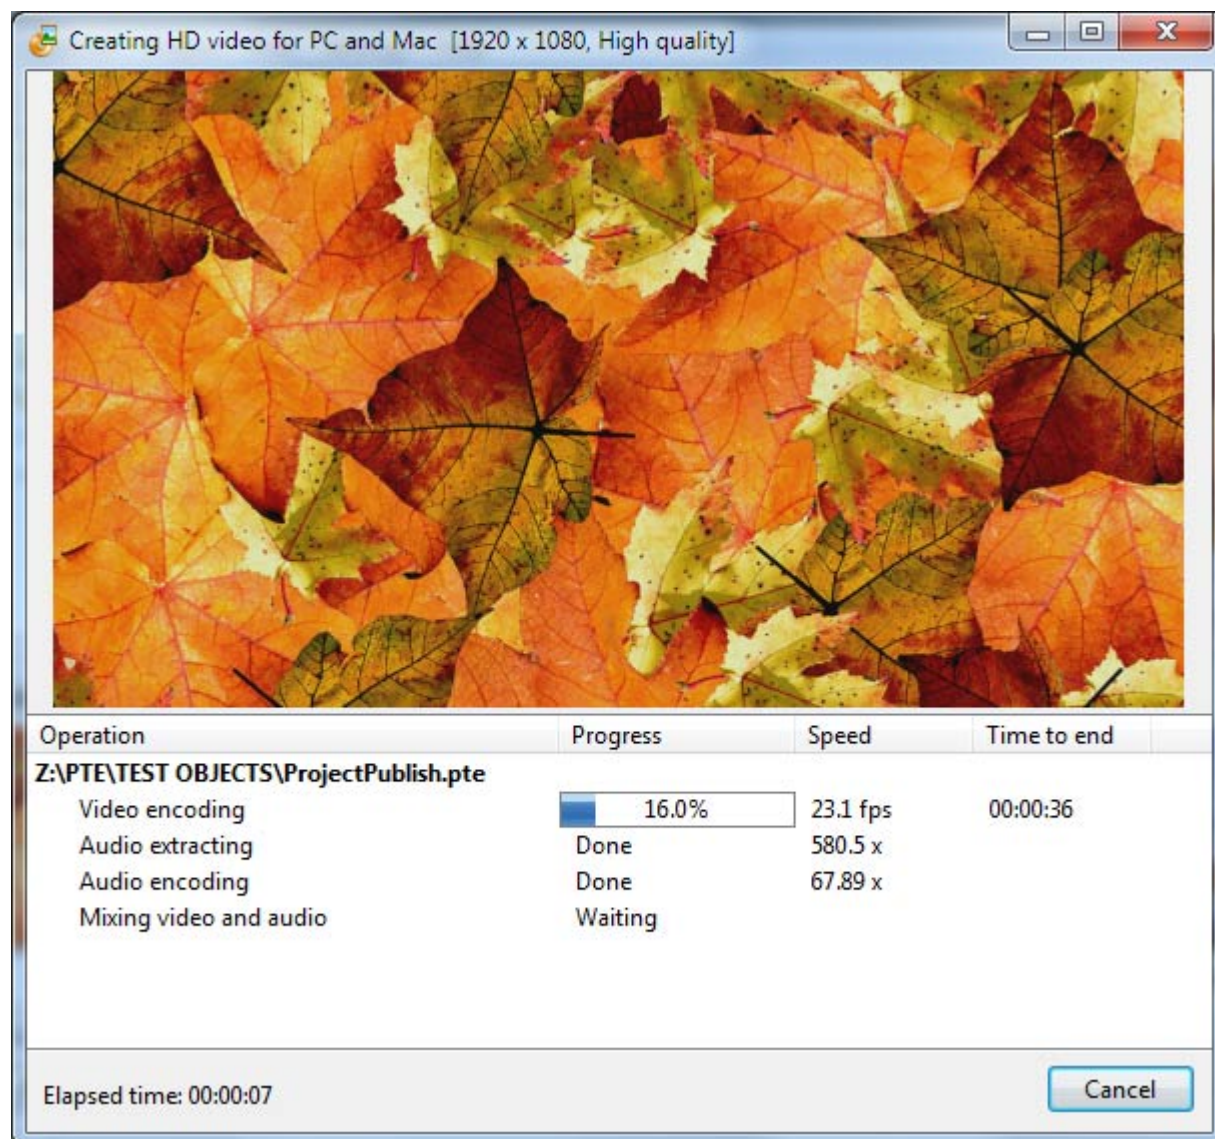 Creating HD video for PC and Mac [1920 x 1080, High quality]
Operation Progress Speed Time to end
Z:\PTE\TEST OBJECTS\ProjectPublish.pte
Video encoding 16.0% 23.1 fps 00:00:36
Audio extracting Done 580.5 x
Audio encoding Done 67.89 x
Mixing video and audio Waiting
Elapsed time: 00:00:07 Cancel